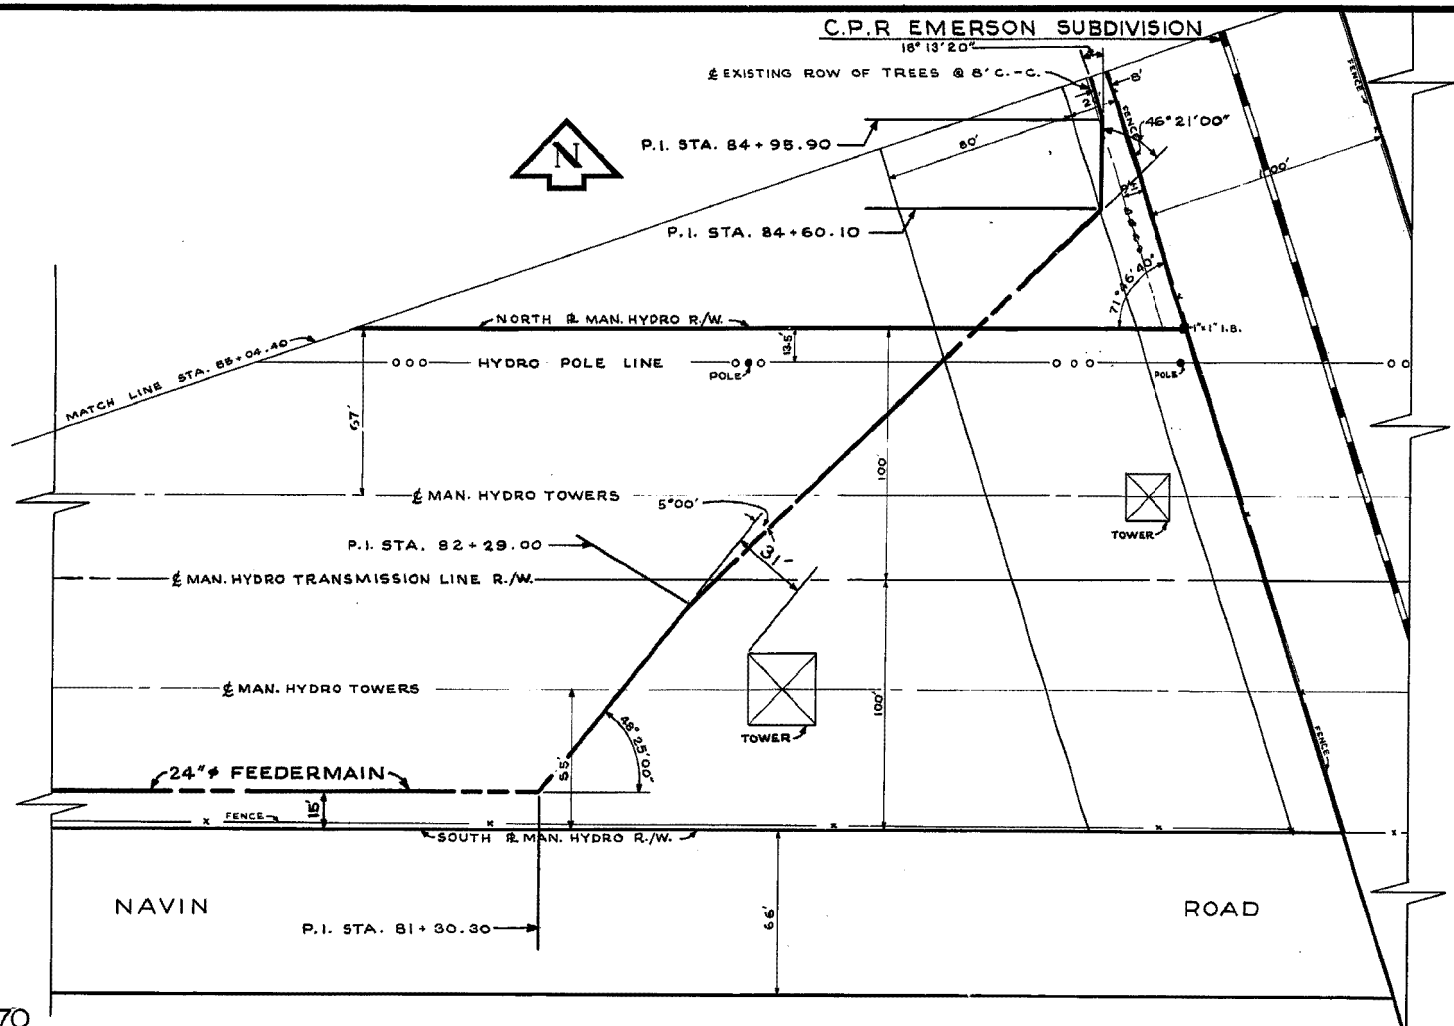 C.P.R EMERSON SUBDIVISION
18° 13' 20"
℄ EXISTING ROW OF TREES @ 8' C.-C.
8'
FENCE
FENCE
2'
46° 21' 00"
N
P.I. STA. 84 + 95.90
80'
100'
P.I. STA. 84 + 60.10
71° 46' 40"
NORTH ⅊ MAN. HYDRO R./W.
1"x1" I.B.
13.5'
MATCH LINE STA. 85+04.40
HYDRO POLE LINE
POLE
POLE
67'
100'
℄ MAN. HYDRO TOWERS
5°00'
TOWER
P.I. STA. 82 + 29.00
31'
℄ MAN. HYDRO TRANSMISSION LINE R./W.
℄ MAN. HYDRO TOWERS
100'
48° 25' 00"
TOWER
FENCE
24"ø FEEDERMAIN
55'
15'
FENCE
SOUTH ⅊ MAN. HYDRO R./W.
NAVIN
ROAD
66'
P.I. STA. 81 + 30.30
70